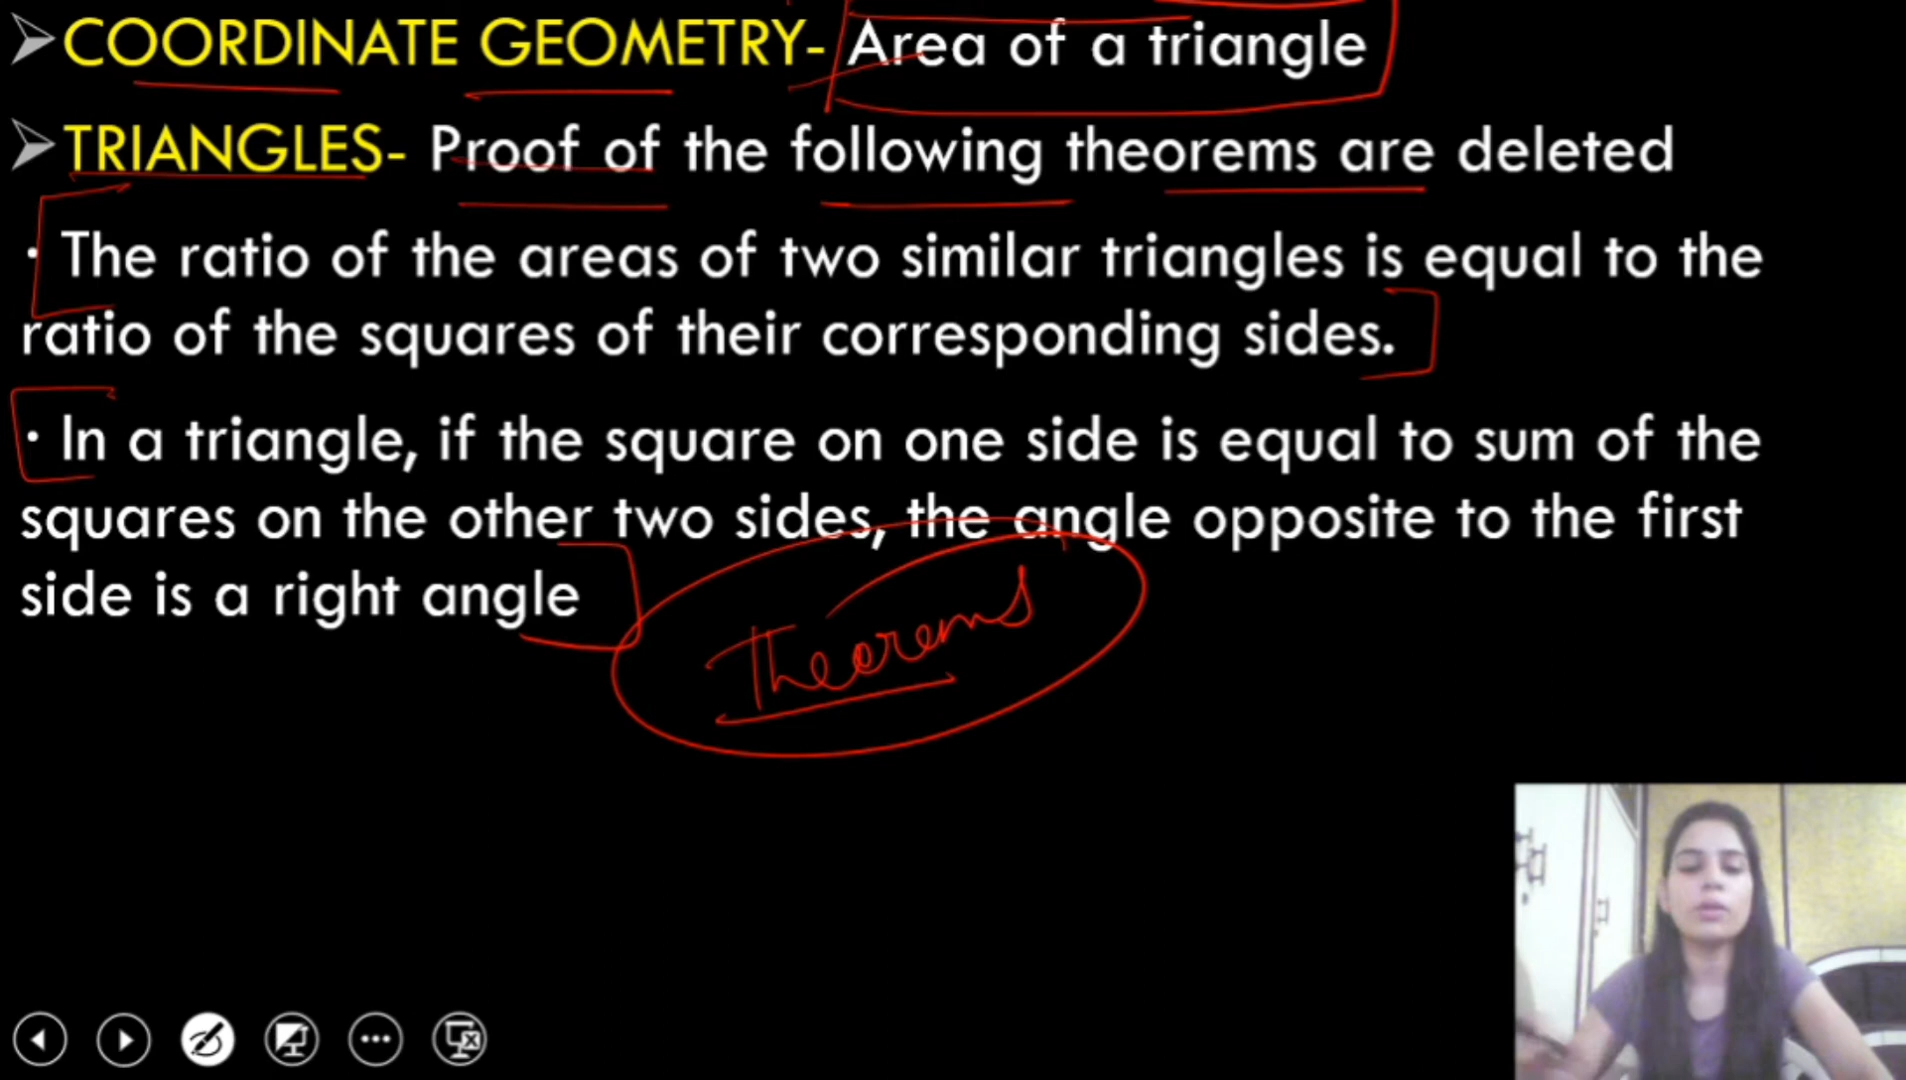 COORDINATE GEOMETRY- Area of a triangle
TRIANGLES- Proof of the following theorems are deleted
· The ratio of the areas of two similar triangles is equal to the
ratio of the squares of their corresponding sides.
· In a triangle, if the square on one side is equal to sum of the
squares on the other two sides, the angle opposite to the first
side is a right angle
Theorems